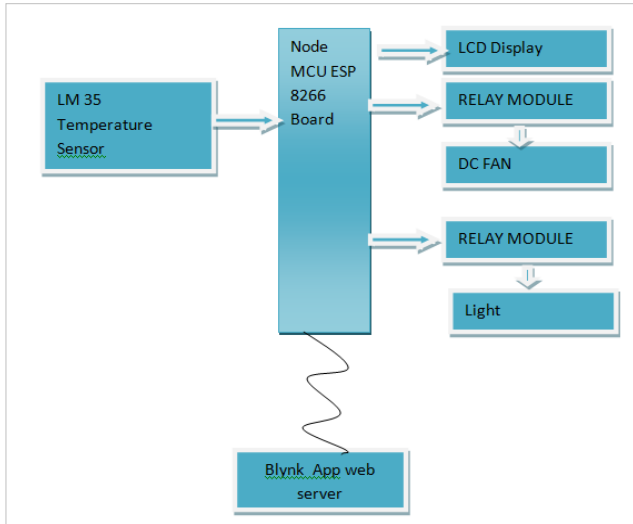 LM 35
Temperature
Sensor
Node
MCU ESP
8266
Board
LCD Display
RELAY MODULE
DC FAN
RELAY MODULE
Light
Blynk App web
server